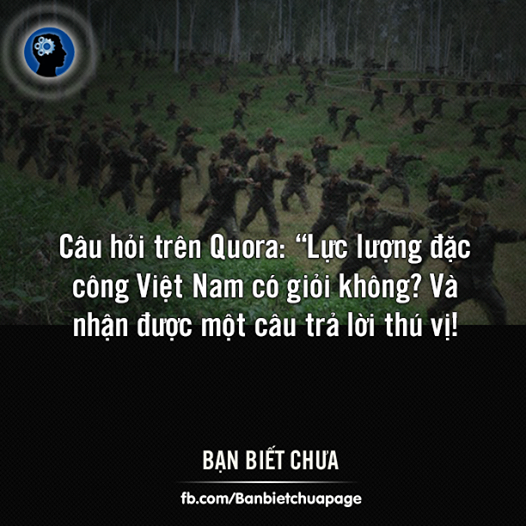 Câu hỏi trên Quora: “Lực lượng đặc
công Việt Nam có giỏi không? Và
nhận được một câu trả lời thú vị!
BẠN BIẾT CHƯA
fb.com/Banbietchuapage